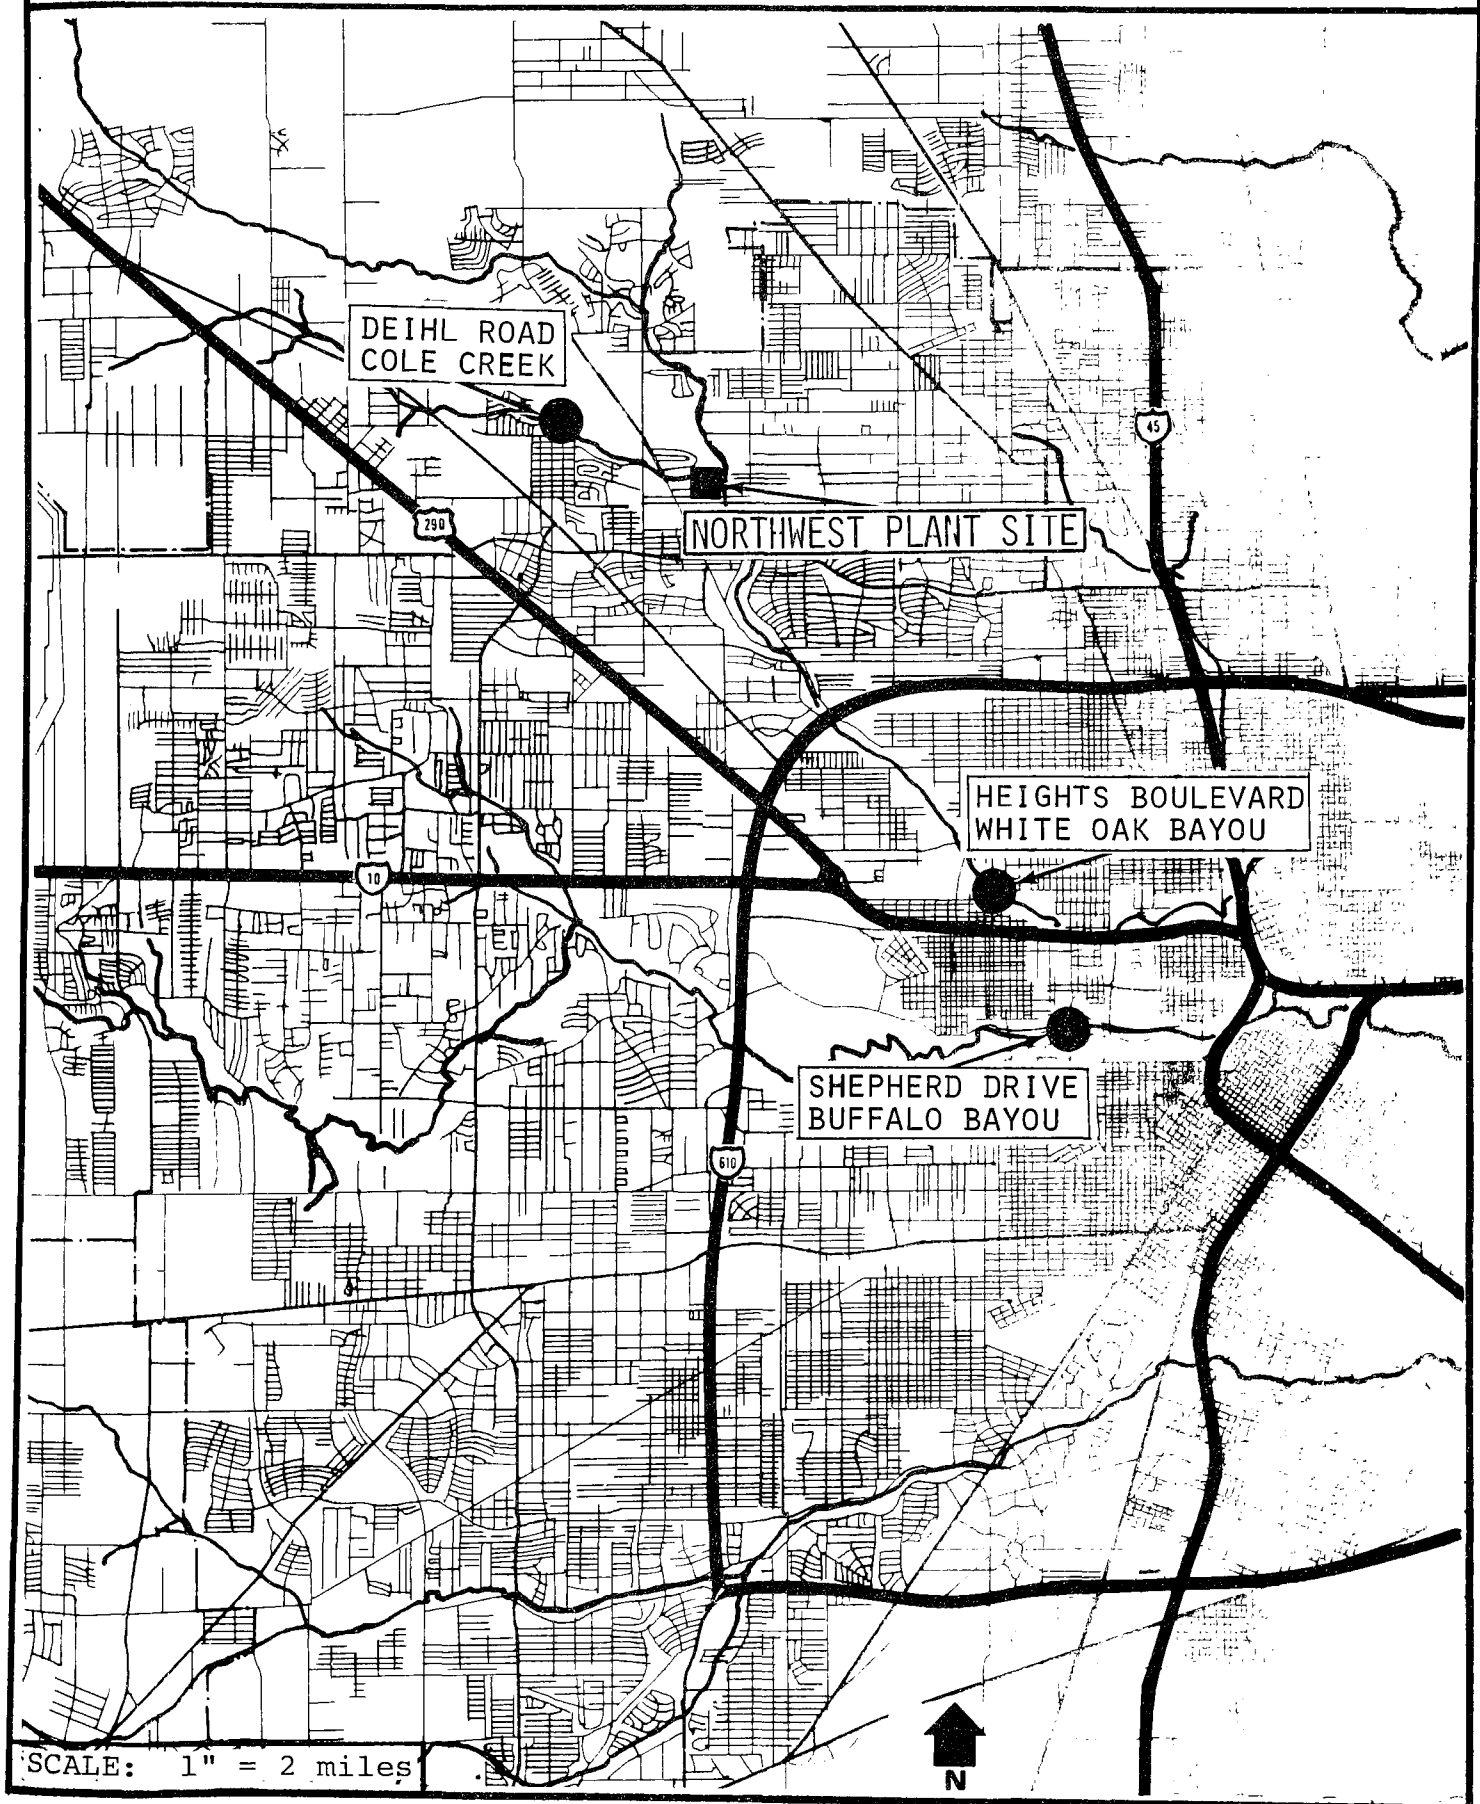 DEIHL ROAD
COLE CREEK
45
290
NORTHWEST PLANT SITE
HEIGHTS BOULEVARD
WHITE OAK BAYOU
10
SHEPHERD DRIVE
BUFFALO BAYOU
610
SCALE: 1" = 2 miles
N